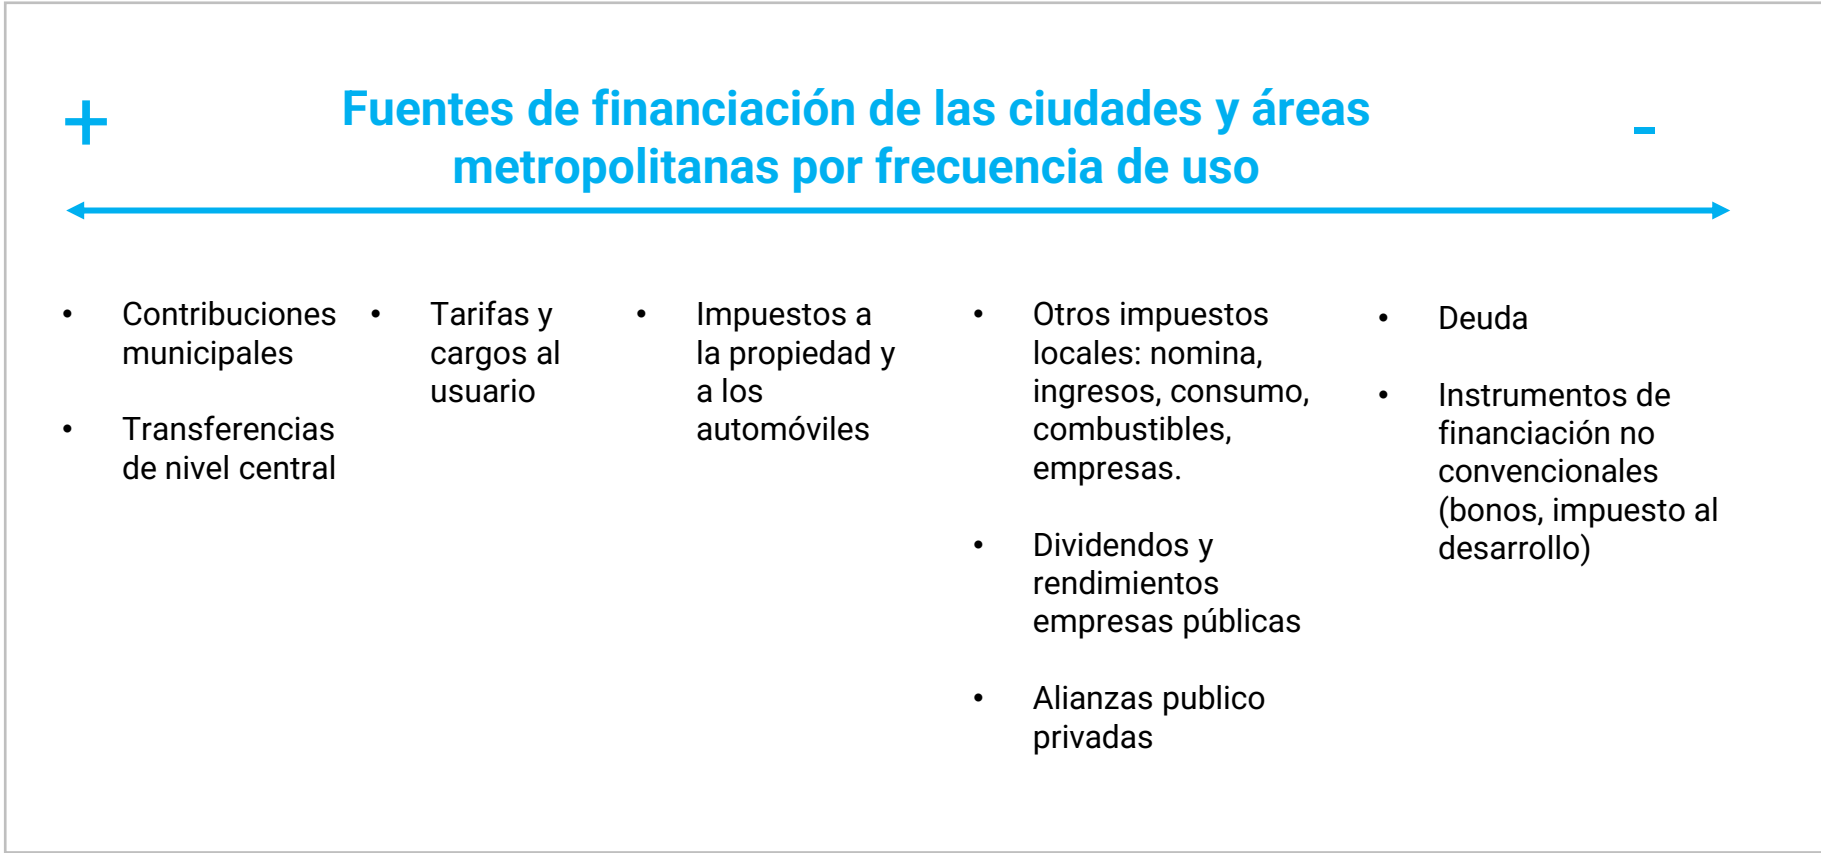 +
Fuentes de financiación de las ciudades y áreas
metropolitanas por frecuencia de uso
-
• Contribuciones
municipales
• Transferencias
de nivel central
• Tarifas y
cargos al
usuario
• Impuestos a
la propiedad y
a los
automóviles
• Otros impuestos
locales: nomina,
ingresos, consumo,
combustibles,
empresas.
• Dividendos y
rendimientos
empresas públicas
• Alianzas publico
privadas
• Deuda
• Instrumentos de
financiación no
convencionales
(bonos, impuesto al
desarrollo)